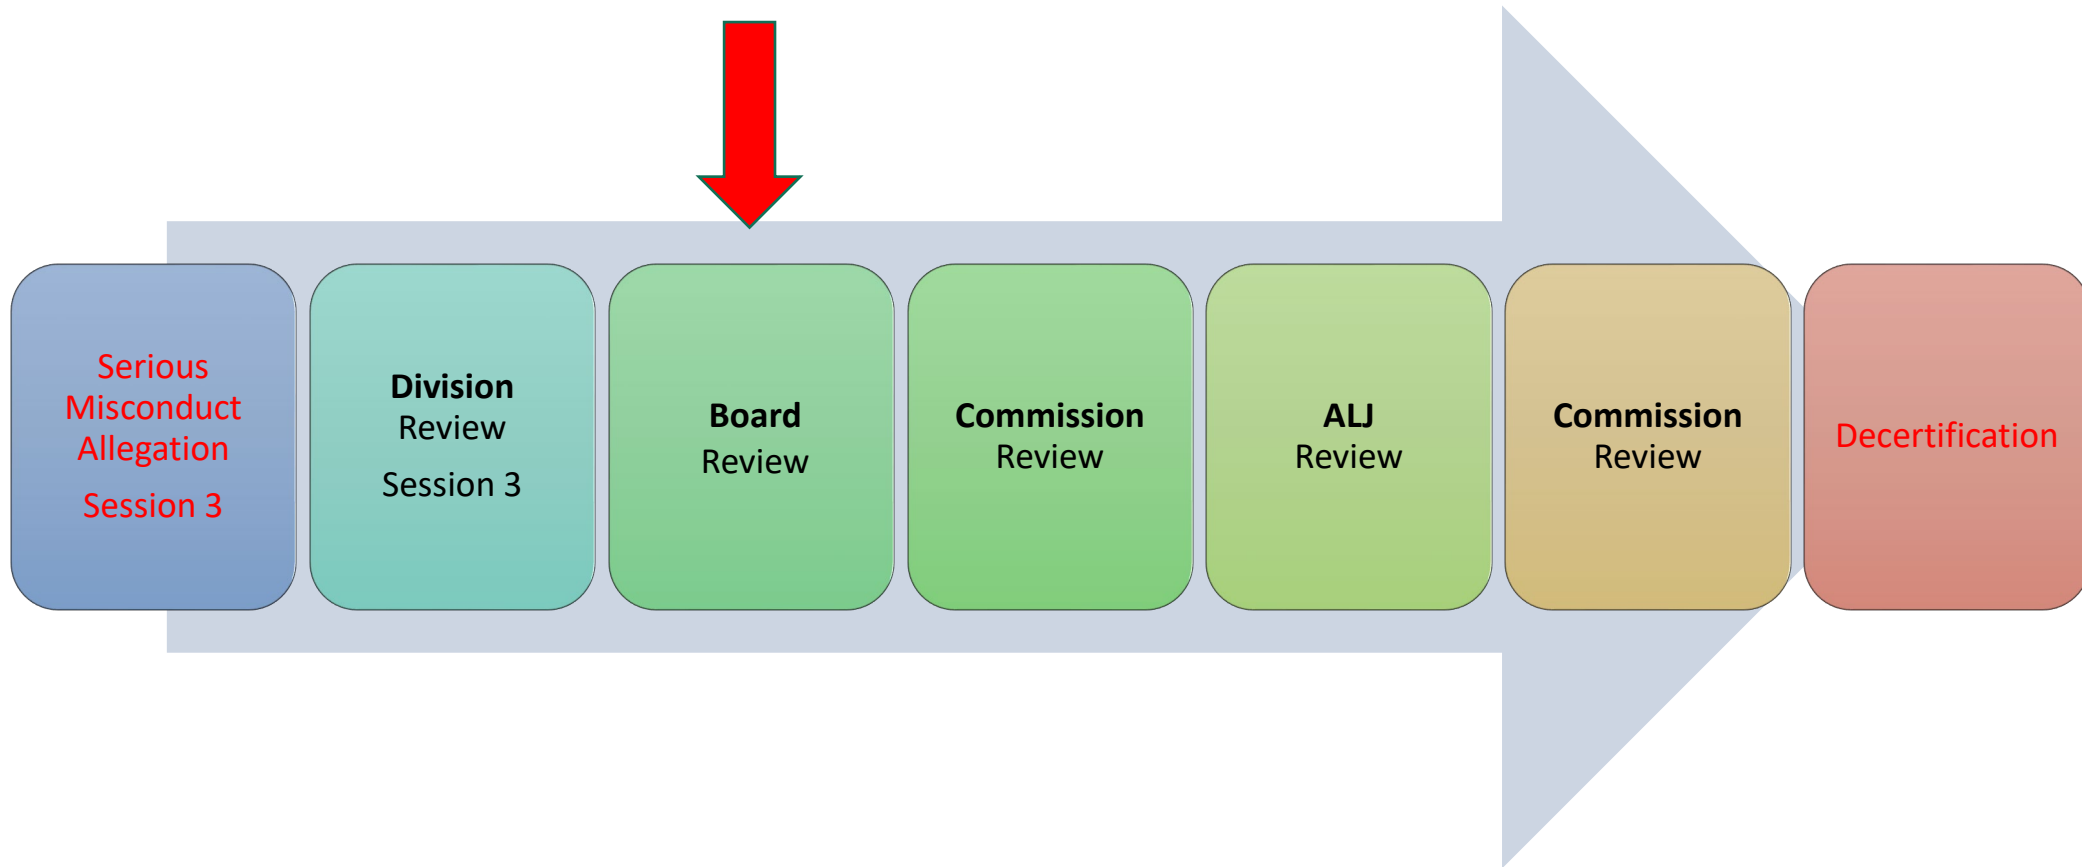 Serious
Misconduct
Allegation
Session 3
Division
Review
Session 3
Board
Review
Commission
Review
ALJ
Review
Commission
Review
Decertification